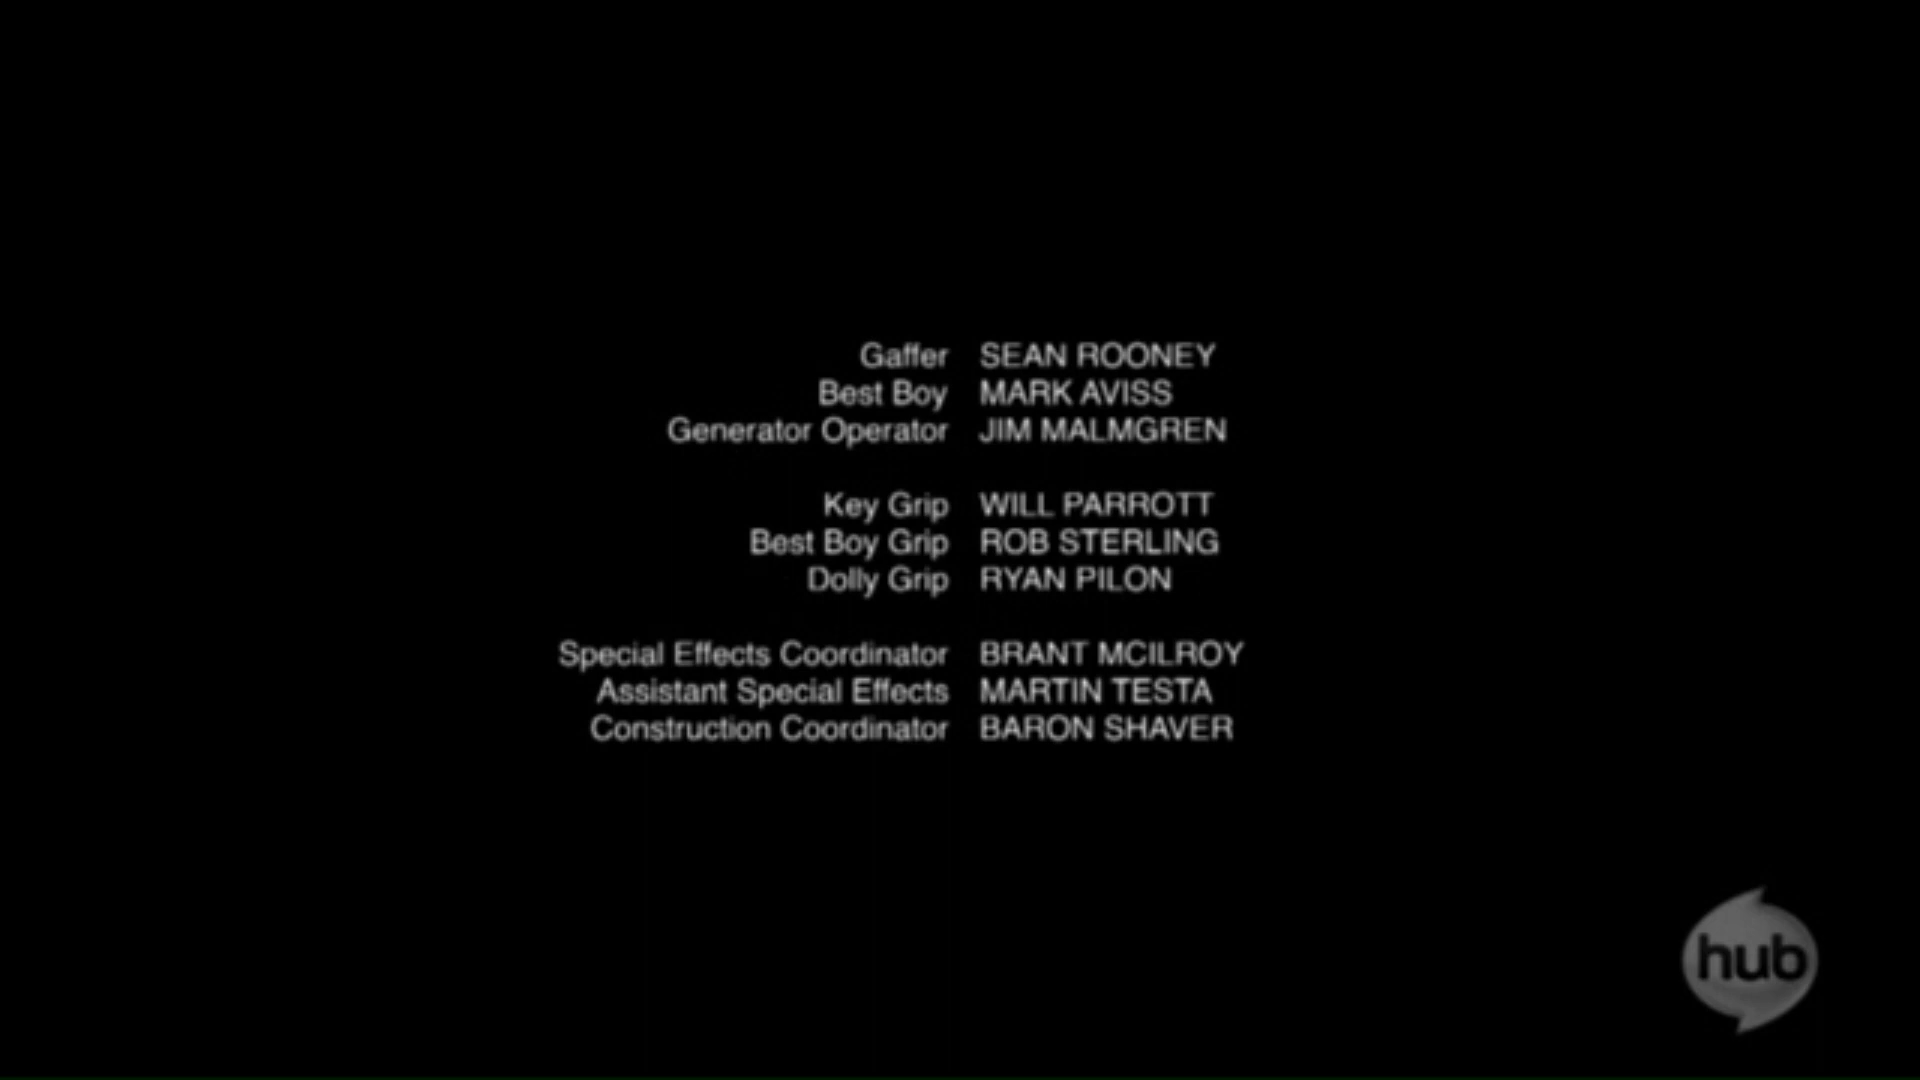 Gaffer SEAN ROONEY
Best Boy MARK AVISS
Generator Operator JIM MALMGREN
Key Grip WILL PARROTT
Best Boy Grip ROB STERLING
Dolly Grip RYAN PILON
Special Effects Coordinator BRANT MCILROY
Assistant Special Effects MARTIN TESTA
Construction Coordinator BARON SHAVER
hub